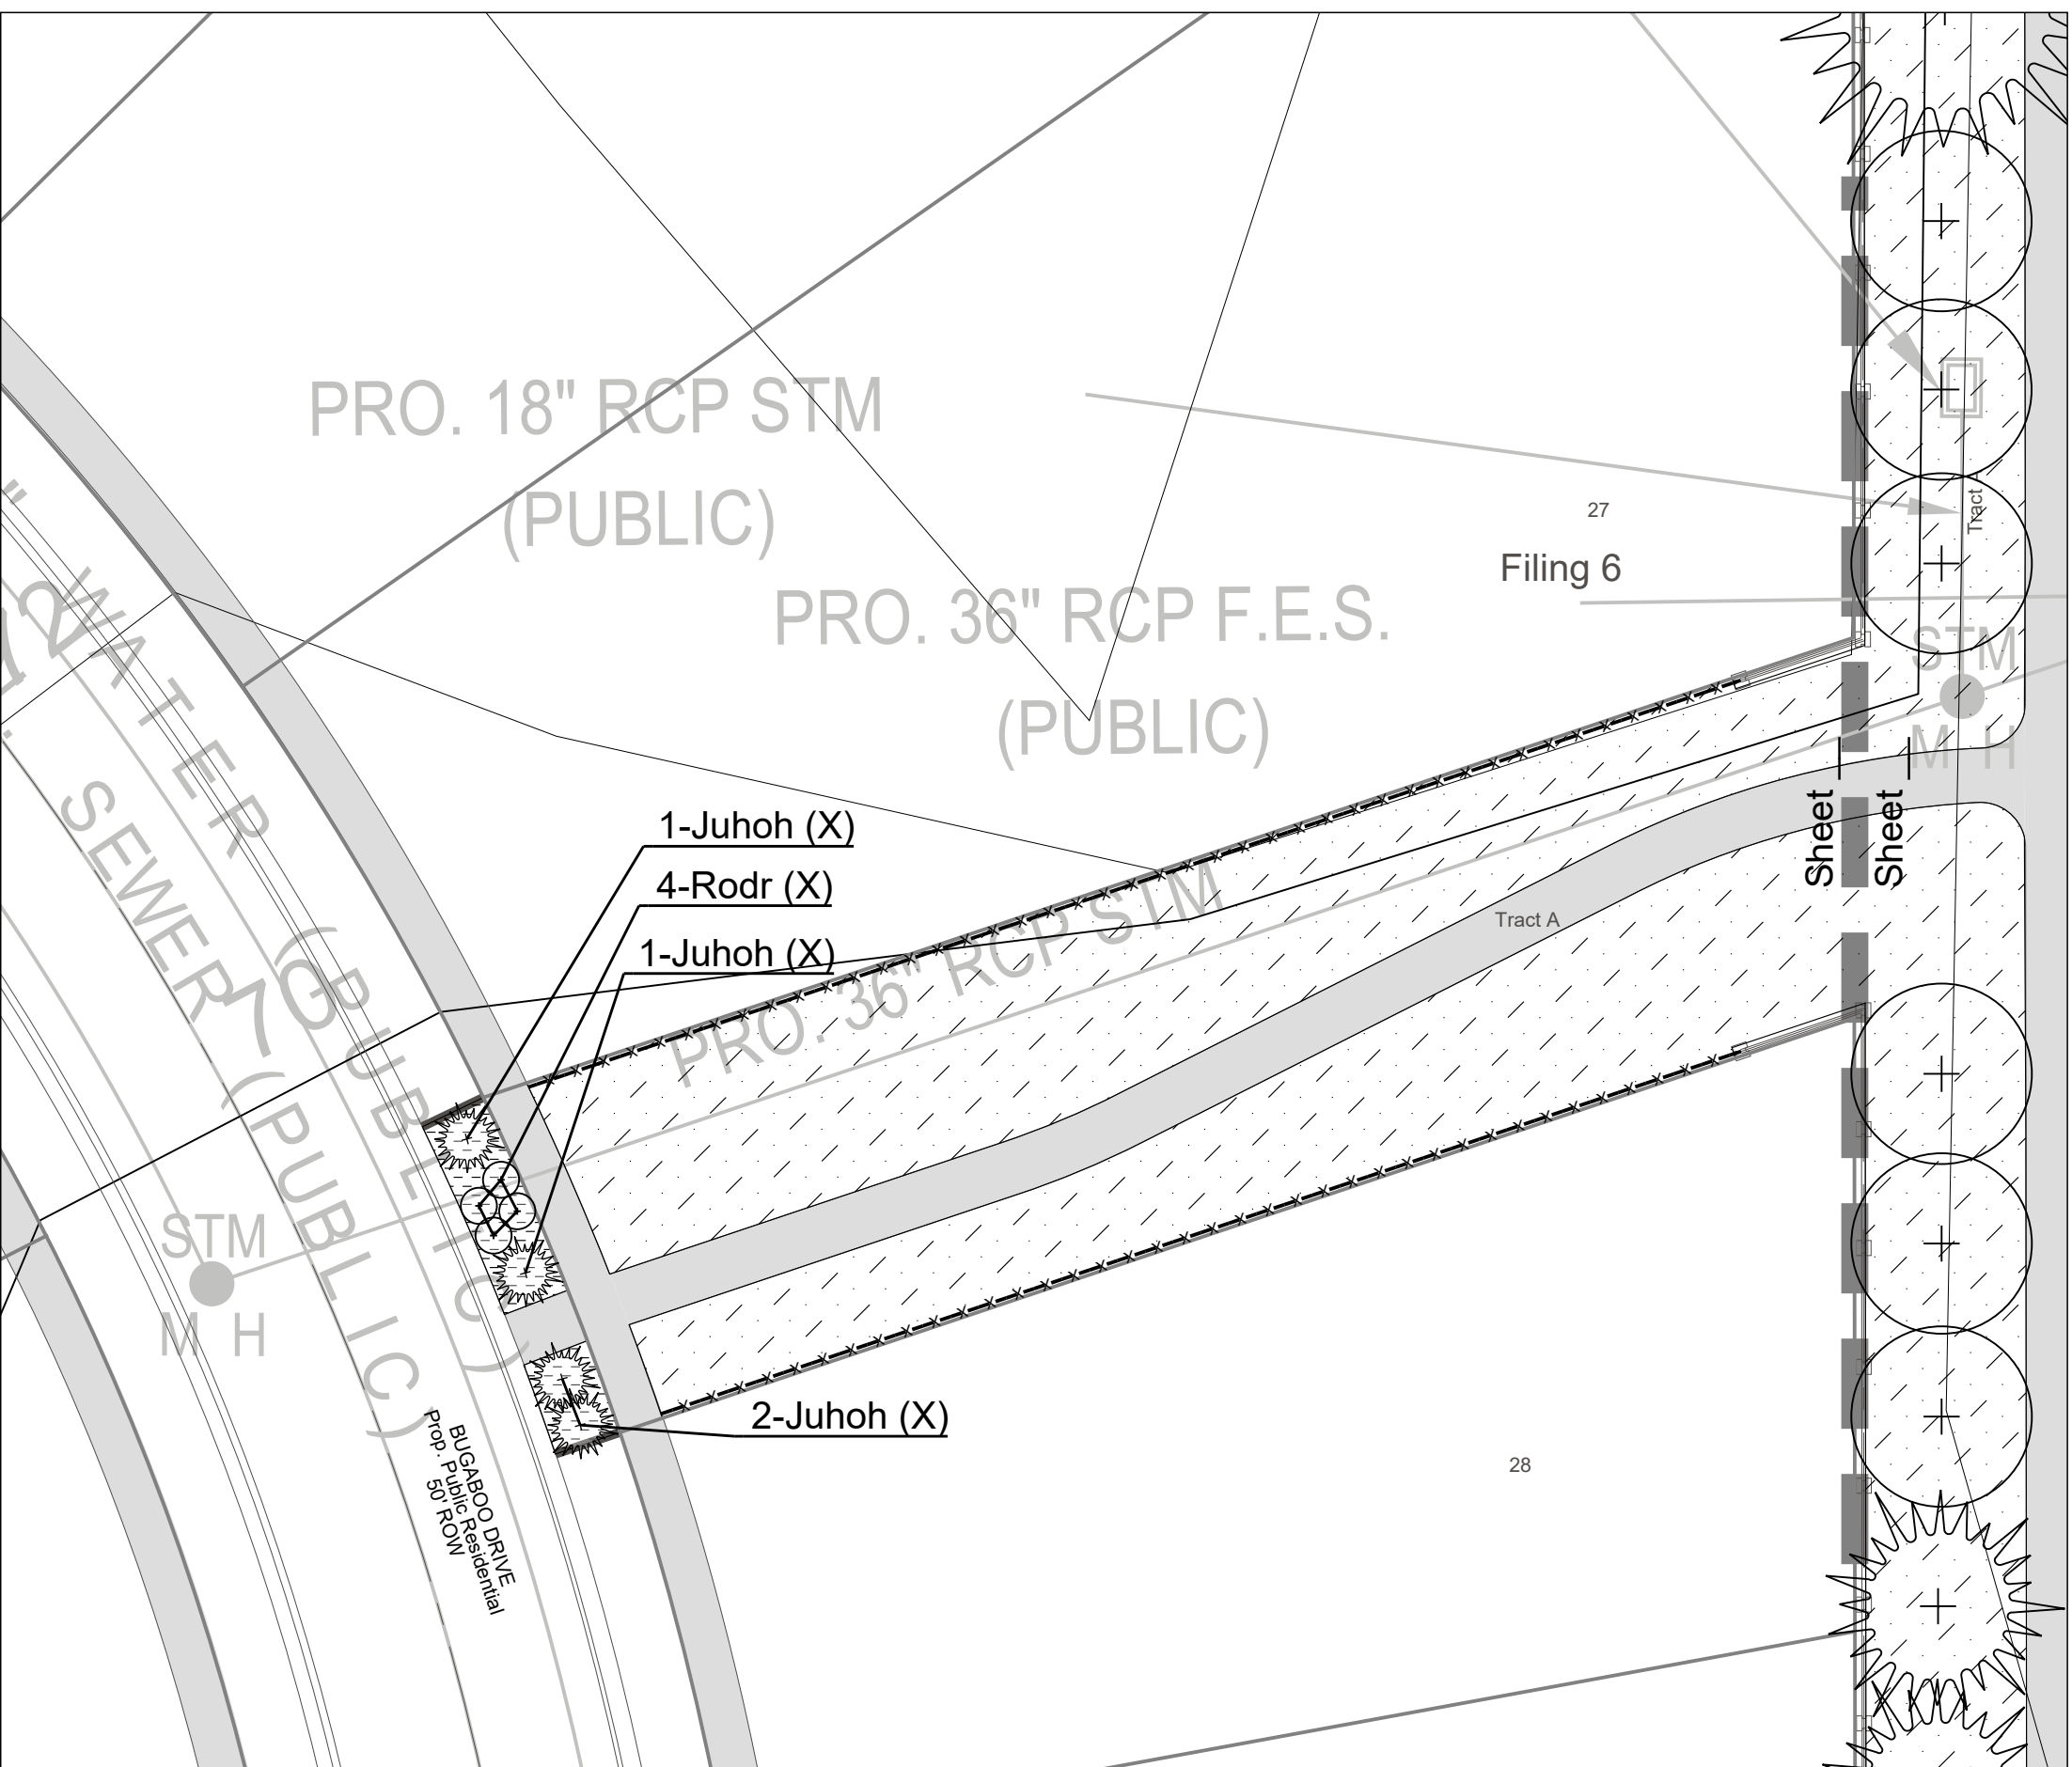 PRO. 18" RCP STM
(PUBLIC)
27
Filing 6
Tract
PRO. 36" RCP F.E.S.
(PUBLIC)
STM
M H
Sheet
Sheet
WATER (PUBLIC)
SEWER (PUBLIC)
1-Juhoh (X)
4-Rodr (X)
1-Juhoh (X)
Tract A
PRO. 36" RCP STM
STM
M H
2-Juhoh (X)
28
BUGABOO DRIVE
Prop. Public Residential
50' ROW